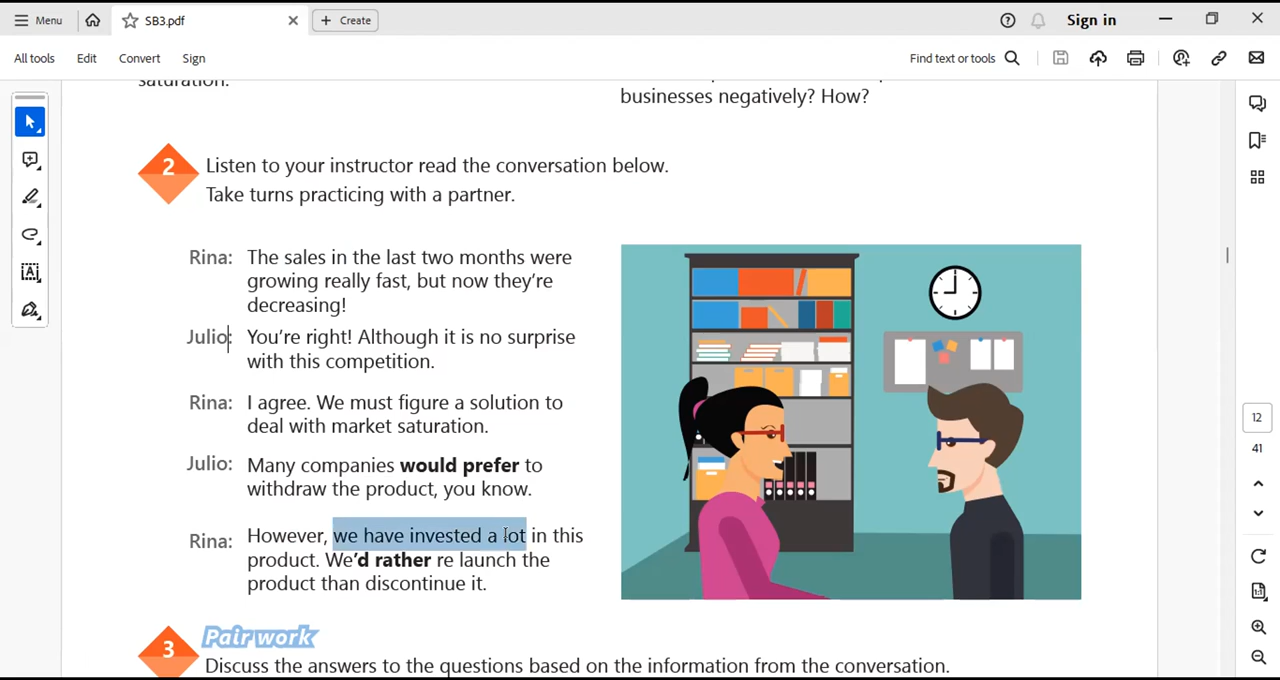 Menu
SB3.pdf
Create
Sign in
All tools
Edit
Convert
Sign
Find text or tools
saturation.
businesses negatively? How?
2
Listen to your instructor read the conversation below.
Take turns practicing with a partner.
Rina: The sales in the last two months were
growing really fast, but now they're
decreasing!
Julio: You're right! Although it is no surprise
with this competition.
Rina: I agree. We must figure a solution to
deal with market saturation.
Julio: Many companies would prefer to
withdraw the product, you know.
Rina: However, we have invested a lot in this
product. We'd rather re launch the
product than discontinue it.
3
Pair work
Discuss the answers to the questions based on the information from the conversation.
12
41